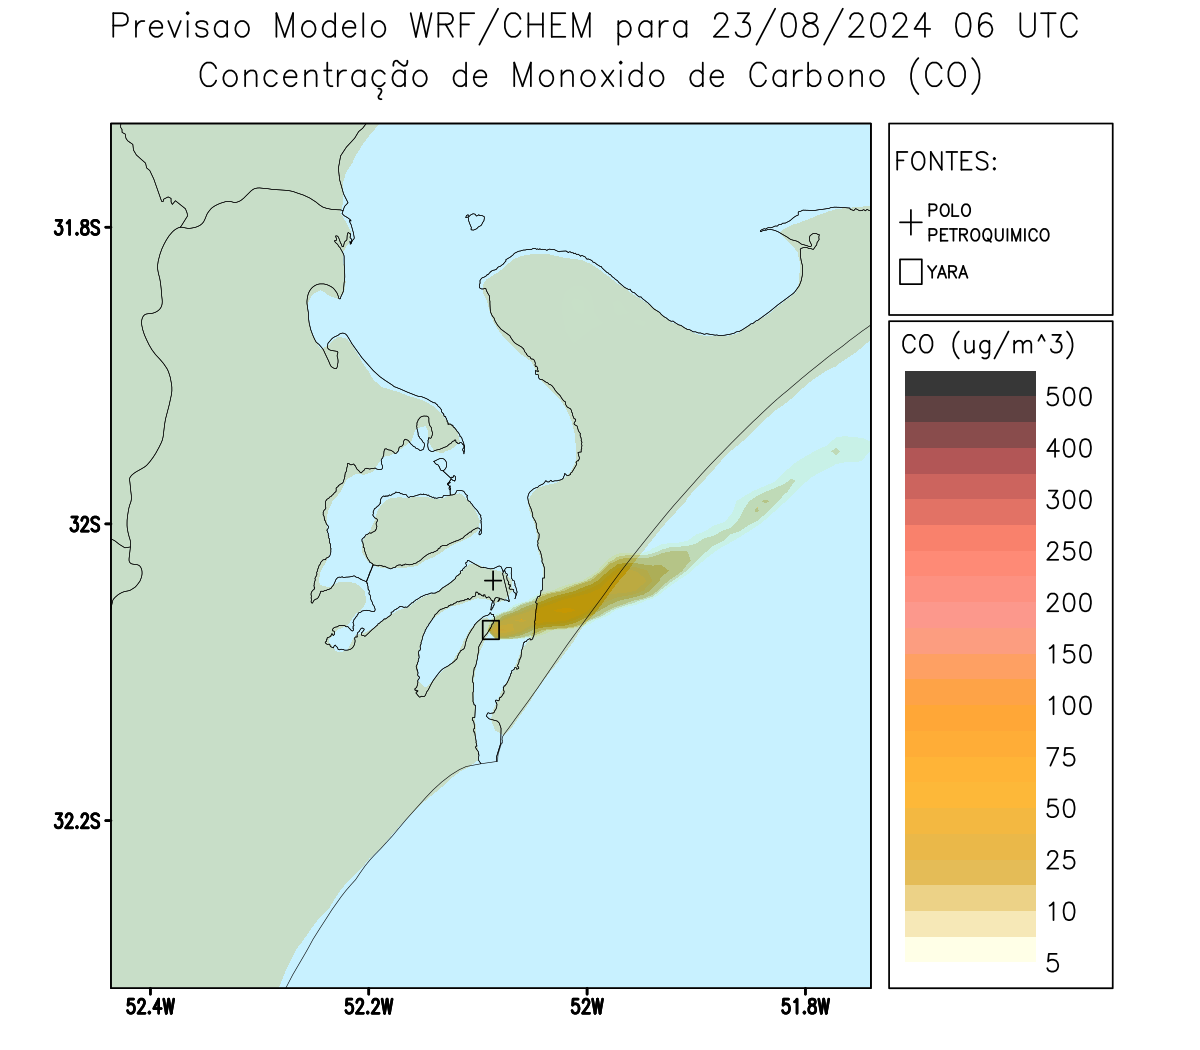 Previsao Modelo WRF/CHEM para 23/08/2024 06 UTC
Concentração de Monoxido de Carbono (CO)
FONTES:
POLO
PETROQUIMICO
YARA
CO (ug/m^3)
500
400
300
250
200
150
100
75
50
25
10
5
31.8S
32S
32.2S
52.4W
52.2W
52W
51.8W